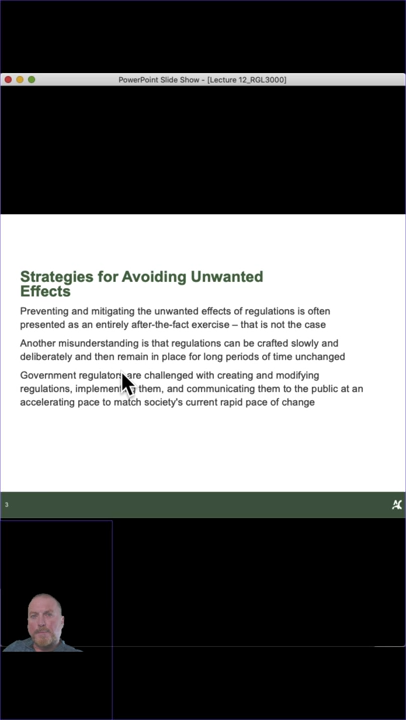 PowerPoint Slide Show - [Lecture 12_RGL3000]
Strategies for Avoiding Unwanted
Effects
Preventing and mitigating the unwanted effects of regulations is often
presented as an entirely after-the-fact exercise – that is not the case
Another misunderstanding is that regulations can be crafted slowly and
deliberately and then remain in place for long periods of time unchanged
Government regulators are challenged with creating and modifying
regulations, implementing them, and communicating them to the public at an
accelerating pace to match society's current rapid pace of change
3
AC